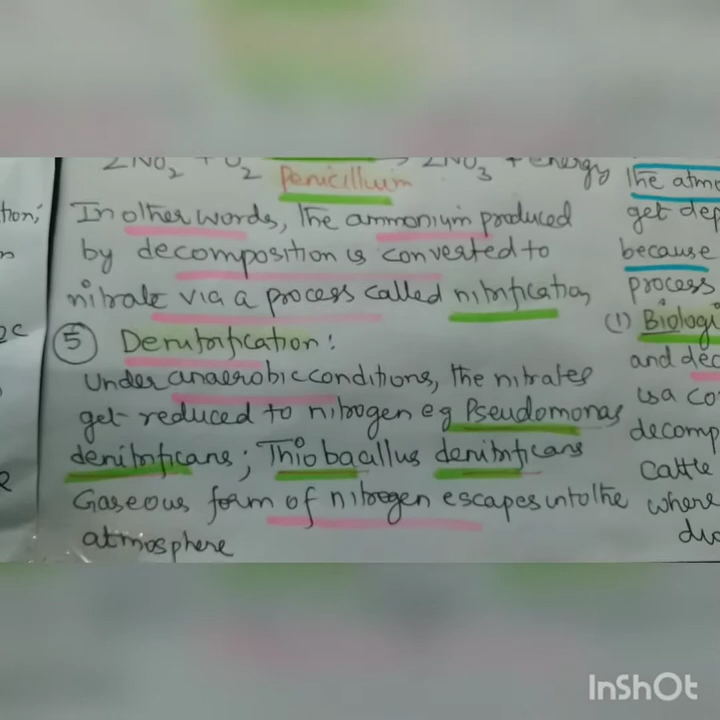 2NO2 + O2 → 2NO3 + energy
Penicillium
In other words, The ammonium produced
by decomposition is converted to
nitrate via a process called nitrification
(5) Denitrification:
Under anaerobic conditions, the nitrates
get reduced to nitrogen eg Pseudomonas
denitrificans; Thiobacillus denitrificans
Gaseous form of nitrogen escapes into the
atmosphere
The atmo
get dep
because
process
(1) Biologi
and dec
is a co
decomp
cattle
where
InShOt